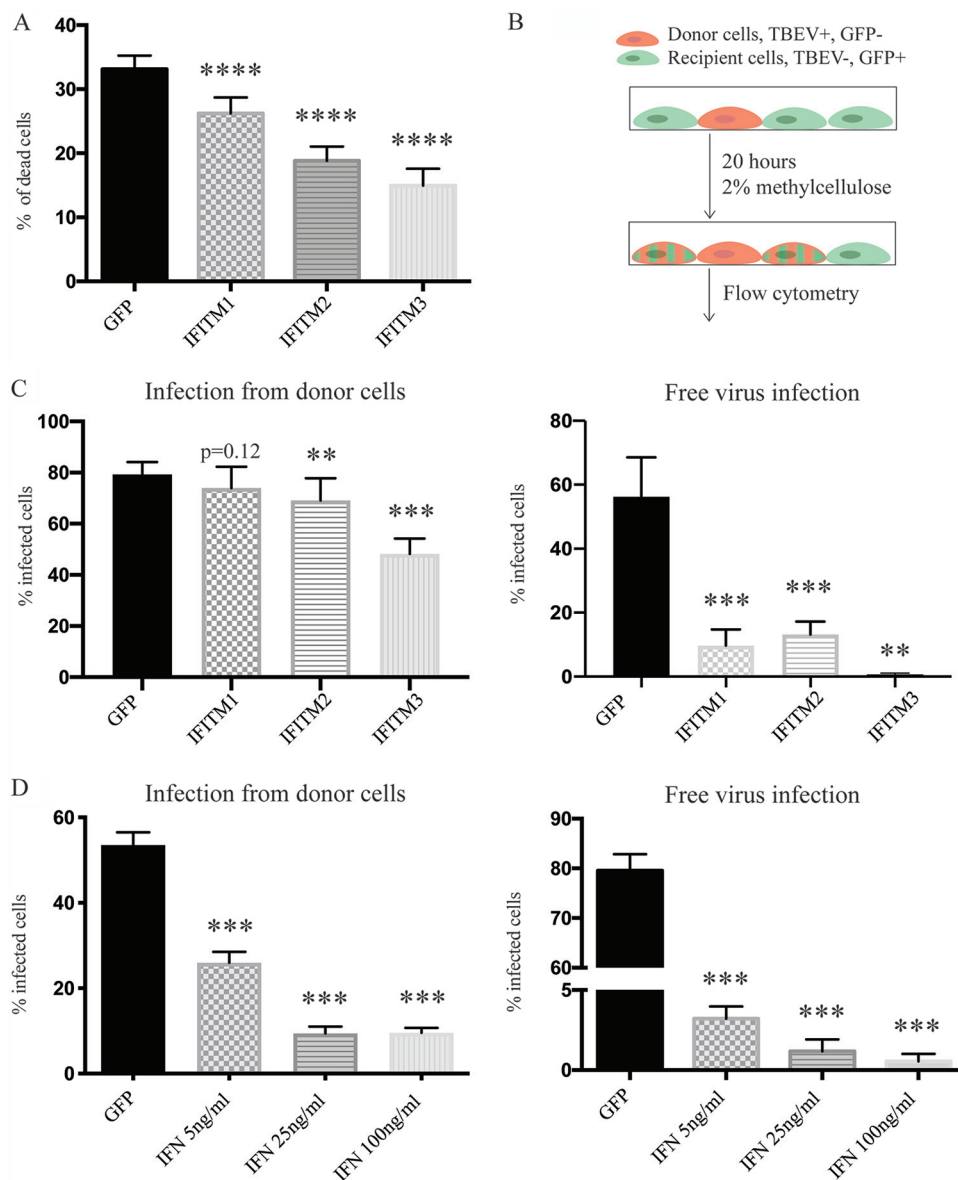 A
% of dead cells
40
30
20
10
0
****
****
****
GFP
IFITM1
IFITM2
IFITM3
B
Donor cells, TBEV+, GFP-
Recipient cells, TBEV-, GFP+
20 hours
2% methylcellulose
Flow cytometry
C
Infection from donor cells
% infected cells
100
80
60
40
20
0
p=0.12
**
***
GFP
IFITM1
IFITM2
IFITM3
Free virus infection
% infected cells
80
60
40
20
0
***
***
**
GFP
IFITM1
IFITM2
IFITM3
D
Infection from donor cells
% infected cells
60
40
20
0
***
***
***
GFP
IFN 5ng/ml
IFN 25ng/ml
IFN 100ng/ml
Free virus infection
% infected cells
90
80
70
60
5
0
***
***
***
GFP
IFN 5ng/ml
IFN 25ng/ml
IFN 100ng/ml